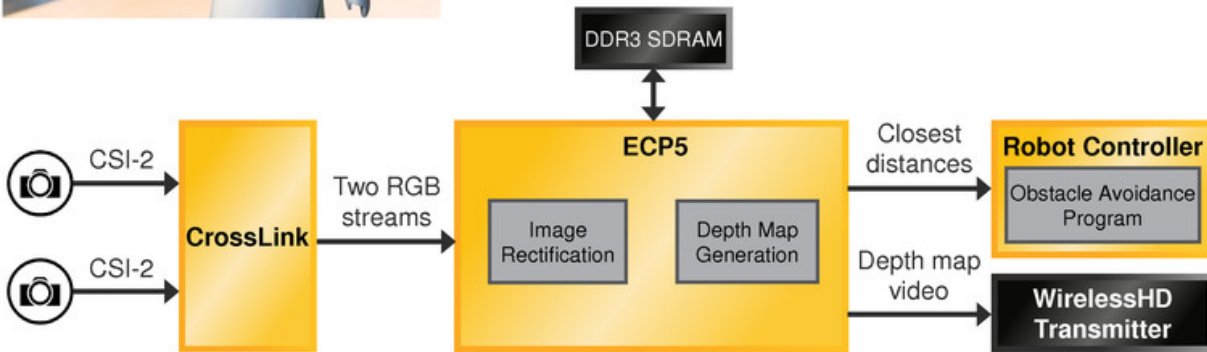 DDR3 SDRAM
CSI-2
CSI-2
CrossLink
Two RGB
streams
ECP5
Image
Rectification
Depth Map
Generation
Closest
distances
Depth map
video
Robot Controller
Obstacle Avoidance
Program
WirelessHD
Transmitter